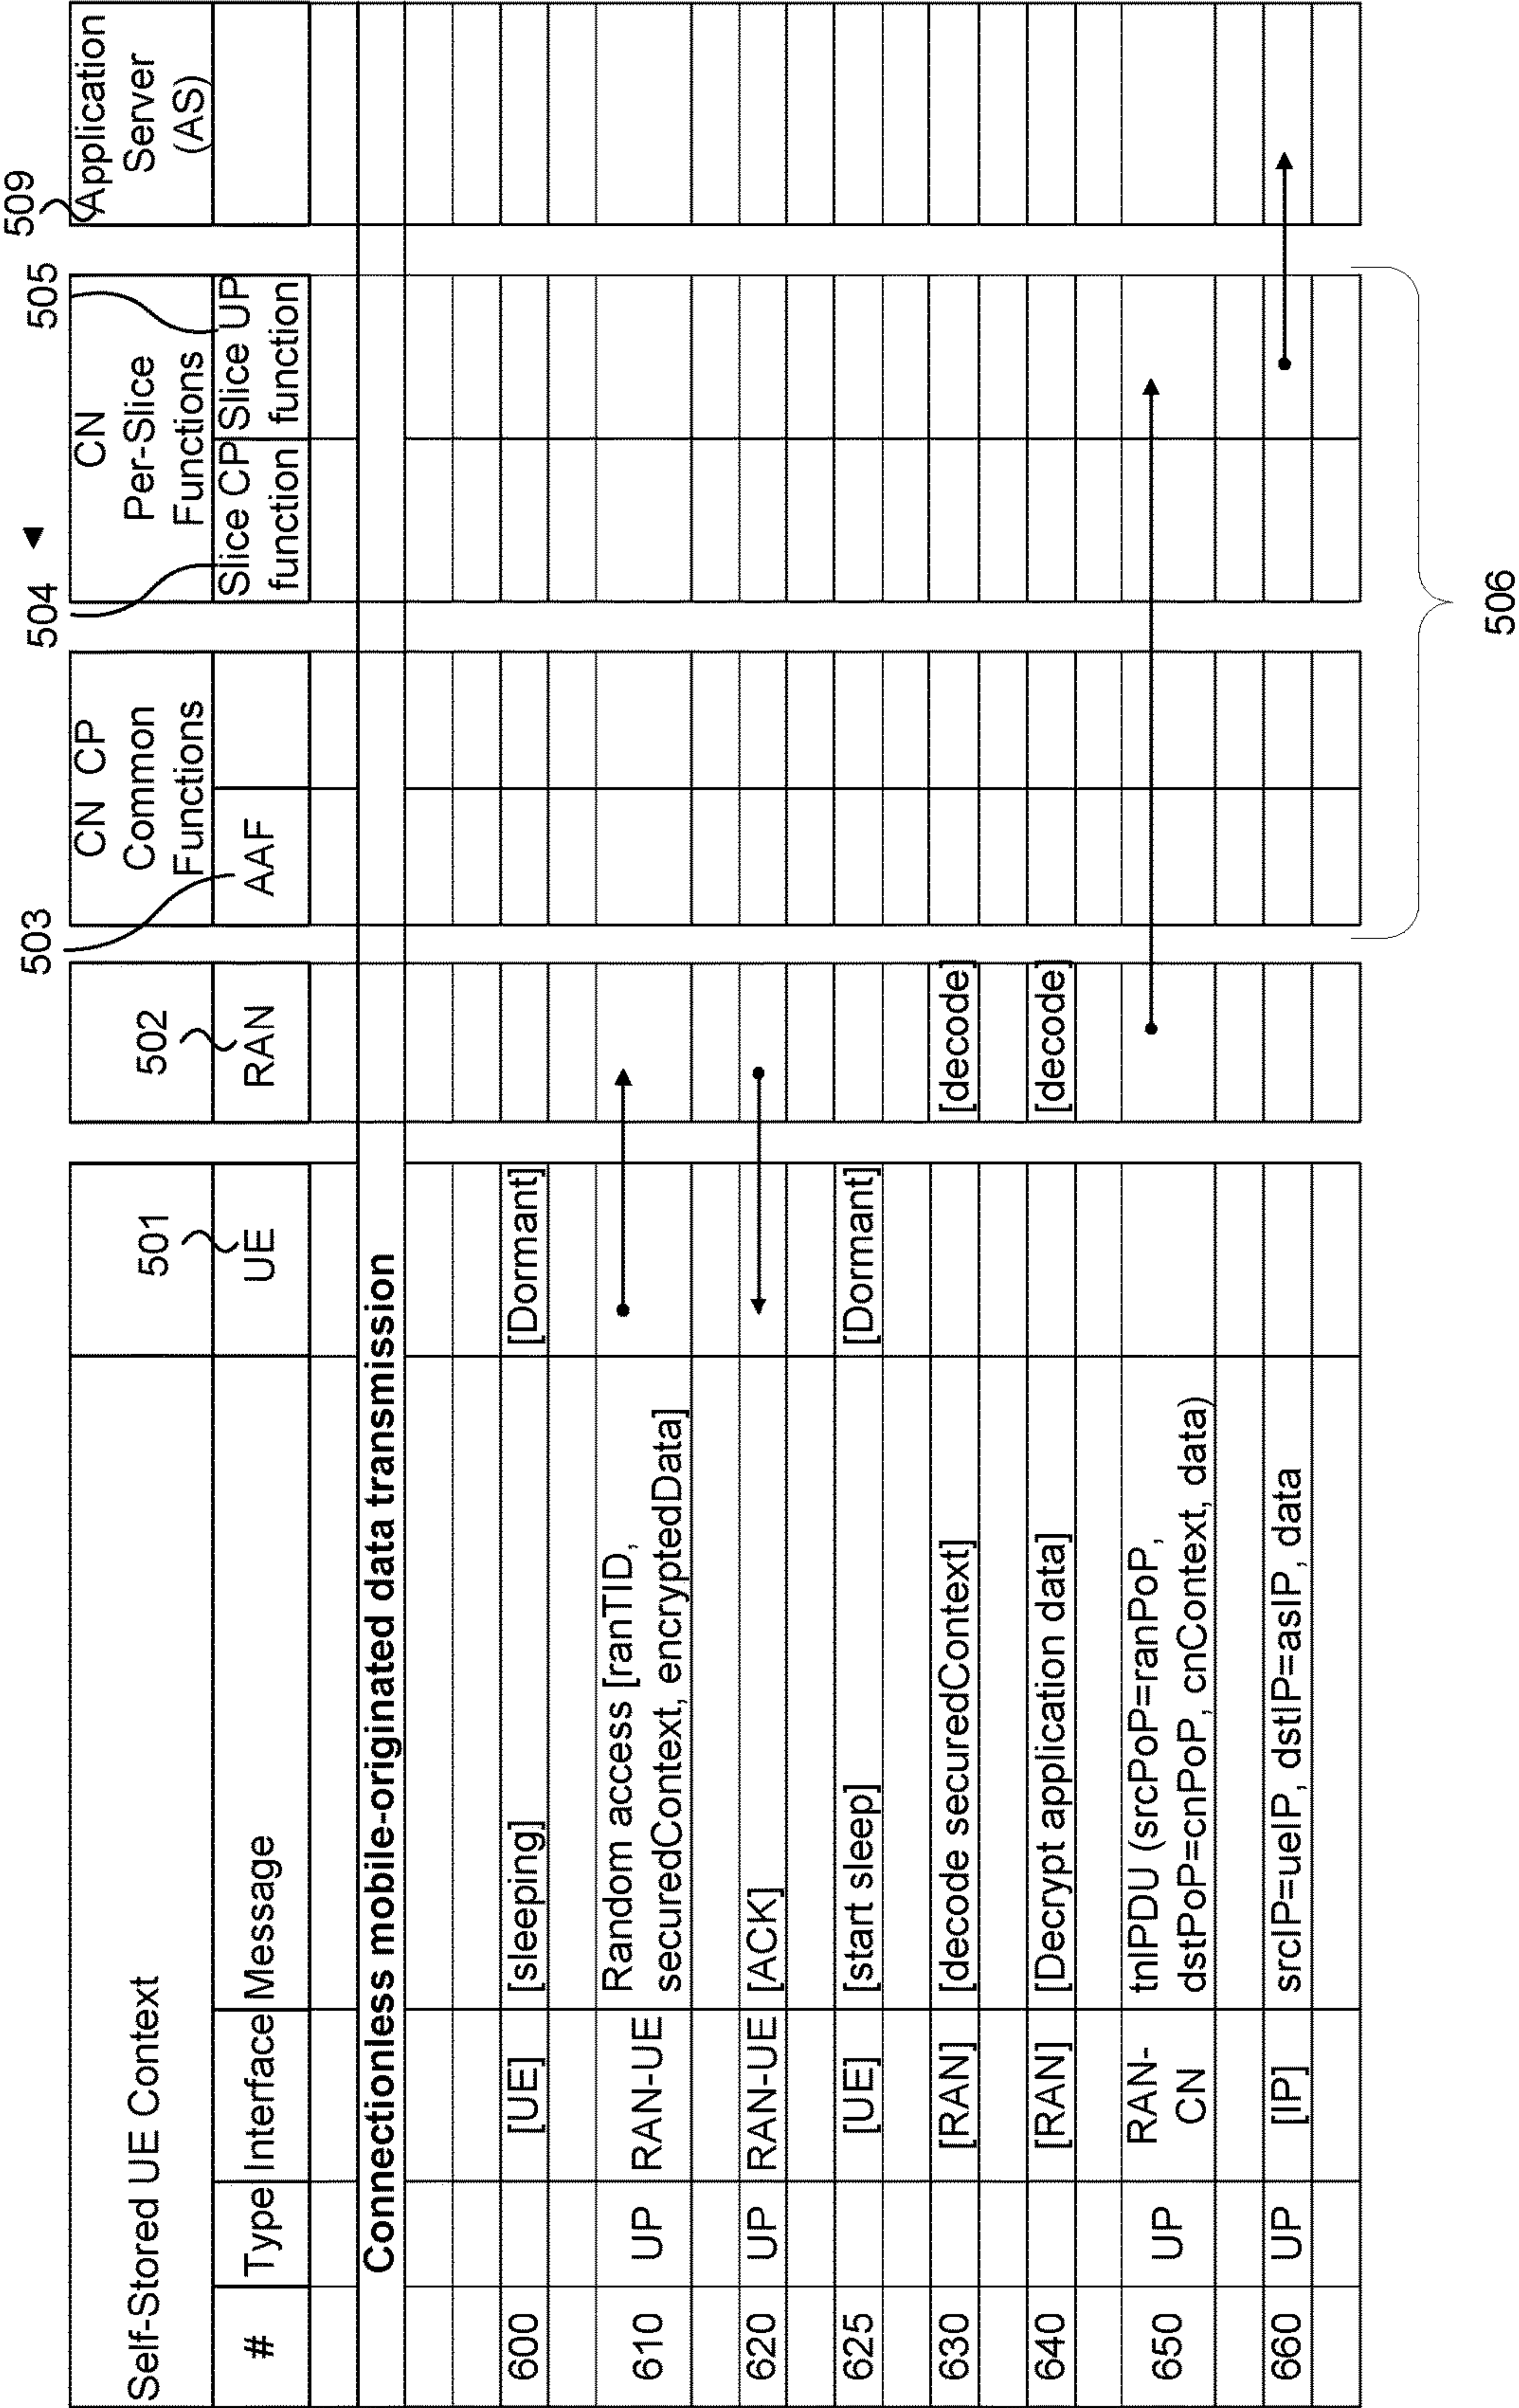 509
505
504
503
Self-Stored UE Context
501
502
CN CP
Common
Functions
CN
Per-Slice
Functions
Application
Server
(AS)
# Type Interface Message UE RAN AAF
Slice CP
function
Slice UP
function
Connectionless mobile-originated data transmission
600 [UE] [sleeping] [Dormant]
610 UP RAN-UE Random access [ranTID,
securedContext, encryptedData]
620 UP RAN-UE [ACK]
625 [UE] [start sleep] [Dormant]
630 [RAN] [decode securedContext] [decode]
640 [RAN] [Decrypt application data] [decode]
650 UP RAN-
CN
tnlPDU (srcPoP=ranPoP,
dstPoP=cnPoP, cnContext, data)
660 UP [IP] srcIP=ueIP, dstIP=asIP, data
506